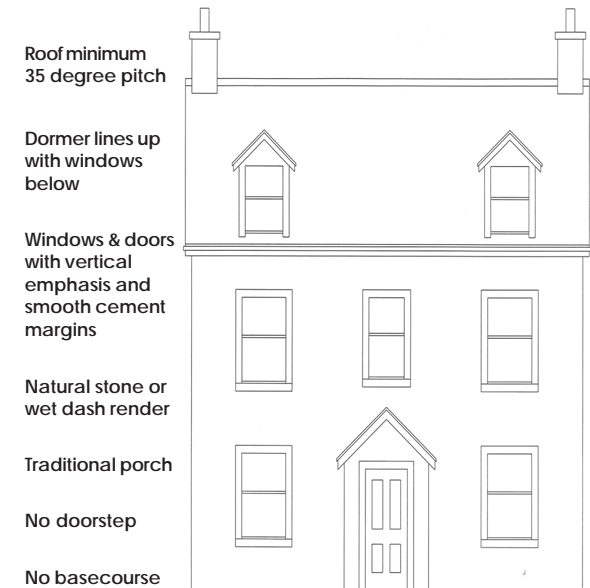 Roof minimum
35 degree pitch
Dormer lines up
with windows
below
Windows & doors
with vertical
emphasis and
smooth cement
margins
Natural stone or
wet dash render
Traditional porch
No doorstep
No basecourse